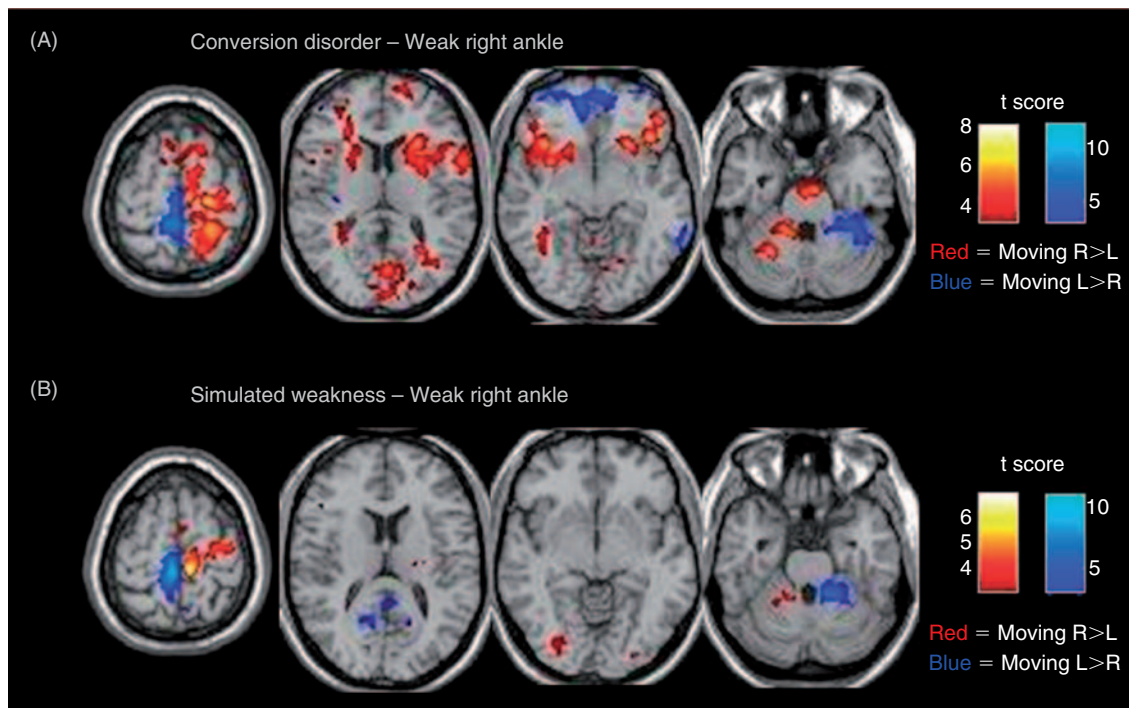 (A)
Conversion disorder – Weak right ankle
t score
8
6
4
10
5
Red = Moving R>L
Blue = Moving L>R
(B)
Simulated weakness – Weak right ankle
t score
6
5
4
10
5
Red = Moving R>L
Blue = Moving L>R